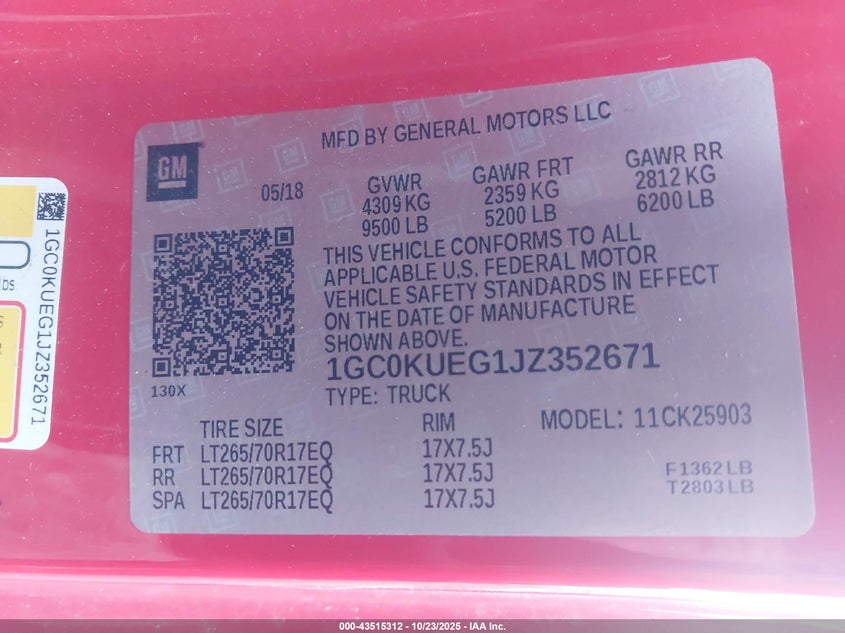 MFD BY GENERAL MOTORS LLC
GM
05/18
GVWR
4309 KG
9500 LB
GAWR FRT
2359 KG
5200 LB
GAWR RR
2812 KG
6200 LB
THIS VEHICLE CONFORMS TO ALL
APPLICABLE U.S. FEDERAL MOTOR
VEHICLE SAFETY STANDARDS IN EFFECT
ON THE DATE OF MANUFACTURE
SHOWN ABOVE.
1GC0KUEG1JZ352671
130X
TYPE: TRUCK
MODEL: 11CK25903
TIRE SIZE RIM
FRT LT265/70R17EQ 17X7.5J
RR LT265/70R17EQ 17X7.5J
SPA LT265/70R17EQ 17X7.5J
F1362LB
T2803LB
1GC0KUEG1JZ352671
lbs
000-43515312 - 10/23/2025 - IAA Inc.